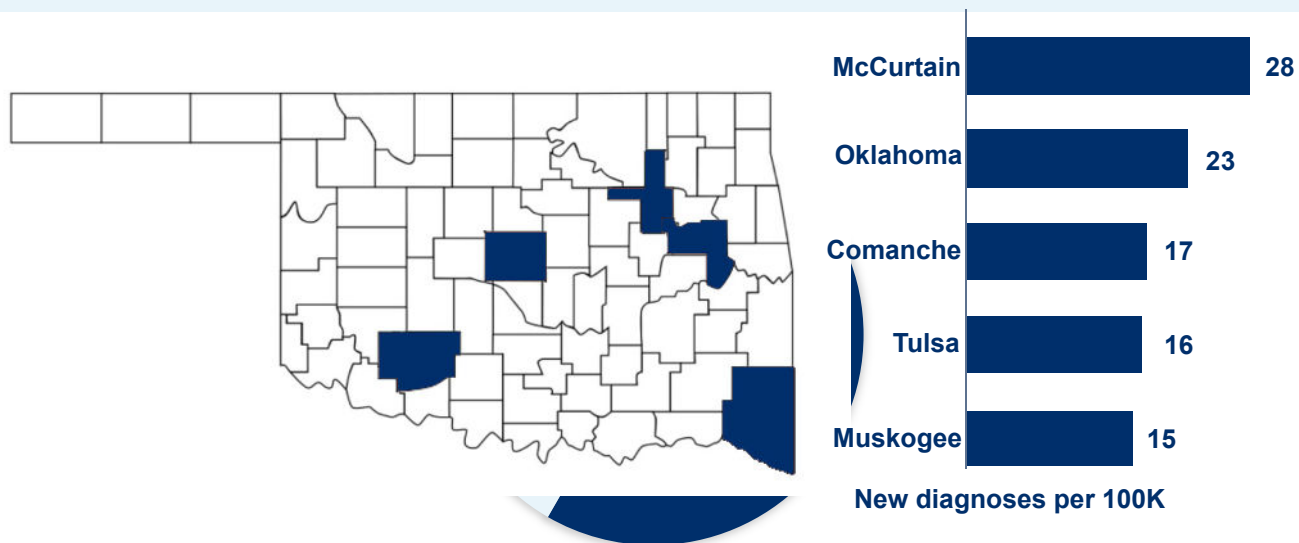 McCurtain 28
Oklahoma 23
Comanche 17
Tulsa 16
Muskogee 15
New diagnoses per 100K